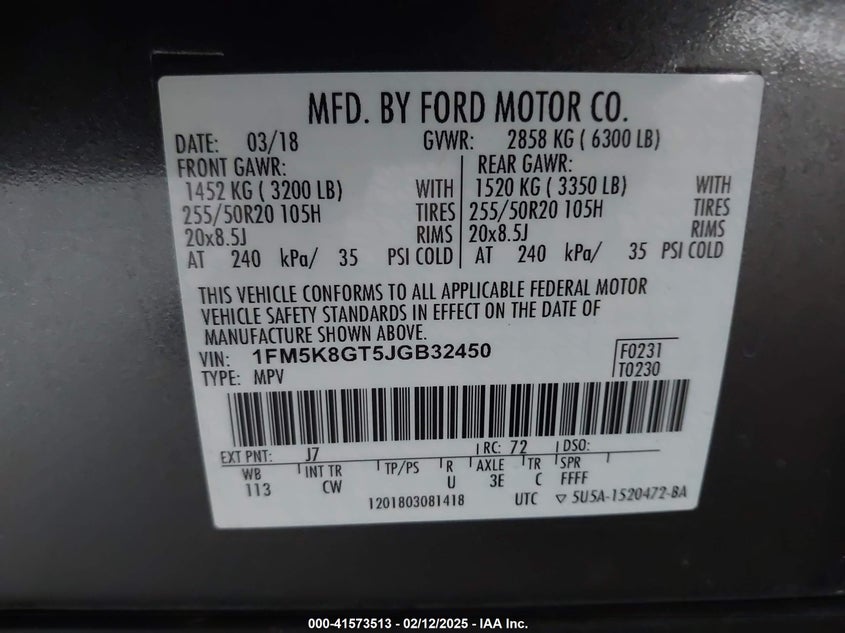 MFD. BY FORD MOTOR CO.
DATE: 03/18 GVWR: 2858 KG ( 6300 LB)
FRONT GAWR: REAR GAWR:
1452 KG ( 3200 LB) WITH 1520 KG ( 3350 LB) WITH
255/50R20 105H TIRES 255/50R20 105H TIRES
20x8.5J RIMS 20x8.5J RIMS
AT 240 kPa/ 35 PSI COLD AT 240 kPa/ 35 PSI COLD
THIS VEHICLE CONFORMS TO ALL APPLICABLE FEDERAL MOTOR
VEHICLE SAFETY STANDARDS IN EFFECT ON THE DATE OF
MANUFACTURE SHOWN ABOVE.
VIN: 1FM5K8GT5JGB32450 F0231
TYPE: MPV T0230
EXT PNT: J7 RC: 72 DSO:
WB INT TR TP/PS R AXLE TR SPR
113 CW U 3E C FFFF
1201803081418 UTC ▽ 5U5A-1520472-BA
000-41573513 - 02/12/2025 - IAA Inc.